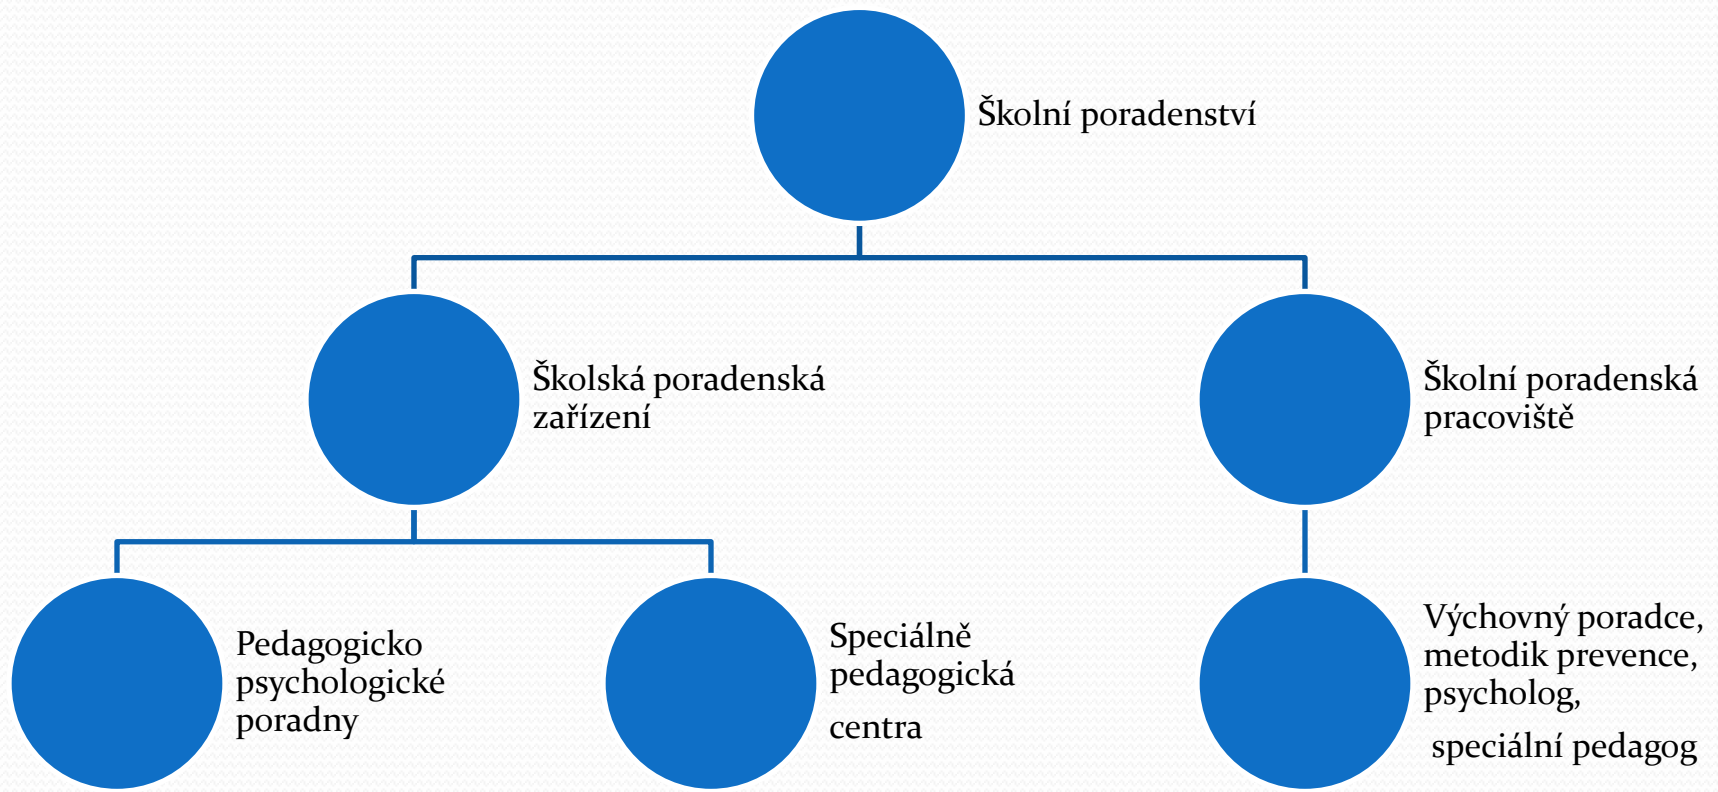 Školní poradenství
Školská poradenská
zařízení
Školní poradenská
pracoviště
Pedagogicko
psychologické
poradny
Speciálně
pedagogická
centra
Výchovný poradce,
metodik prevence,
psycholog,
speciální pedagog